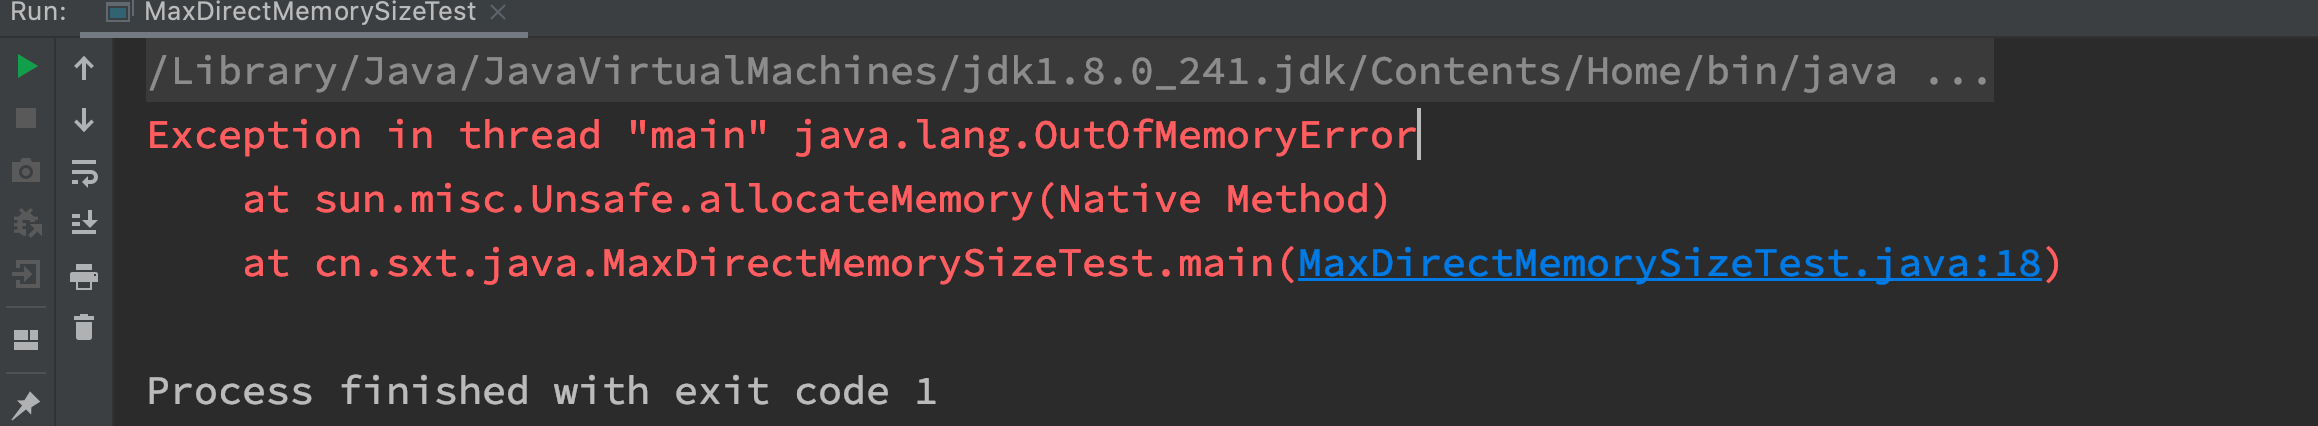 Run: MaxDirectMemorySizeTest
/Library/Java/JavaVirtualMachines/jdk1.8.0_241.jdk/Contents/Home/bin/java ...
Exception in thread "main" java.lang.OutOfMemoryError
at sun.misc.Unsafe.allocateMemory(Native Method)
at cn.sxt.java.MaxDirectMemorySizeTest.main(MaxDirectMemorySizeTest.java:18)
Process finished with exit code 1